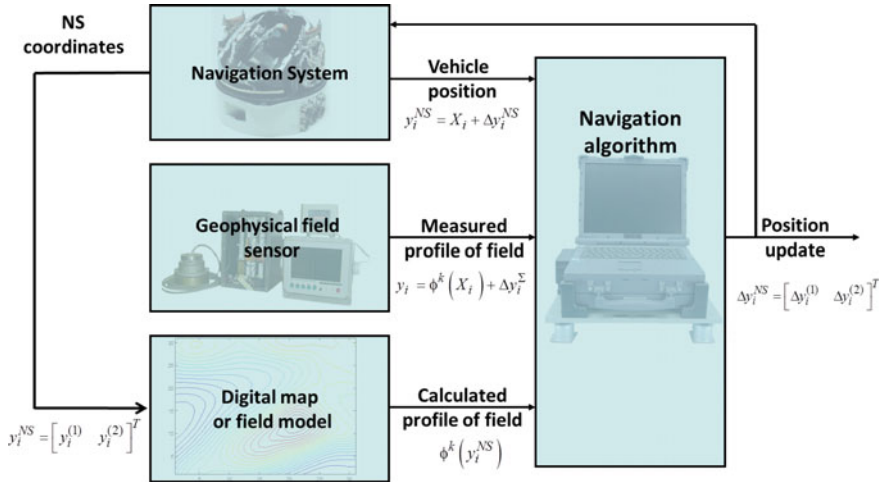 NS
coordinates
Navigation System
Vehicle
position
y_i^{NS} = X_i + Δy_i^{NS}
Navigation
algorithm
Geophysical field
sensor
Measured
profile of field
y_i = ϕ^k (X_i) + Δy_i^Σ
Position
update
Δy_i^{NS} = [Δy_i^{(1)} Δy_i^{(2)}]^T
Digital map
or field model
Calculated
profile of field
ϕ^k (y_i^{NS})
y_i^{NS} = [y_i^{(1)} y_i^{(2)}]^T